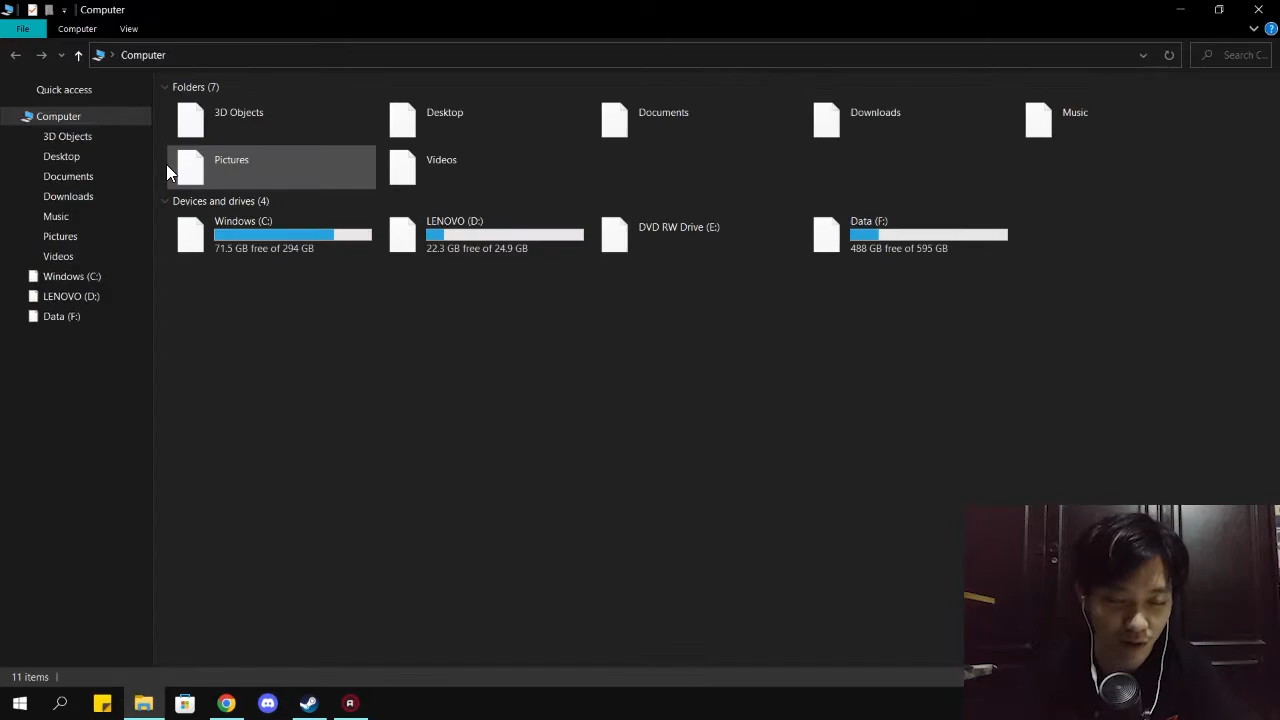 Computer
File
Computer
View
Computer
Search C...
Quick access
Computer
3D Objects
Desktop
Documents
Downloads
Music
Pictures
Videos
Windows (C:)
LENOVO (D:)
Data (F:)
Folders (7)
3D Objects
Desktop
Documents
Downloads
Music
Pictures
Videos
Devices and drives (4)
Windows (C:)
71.5 GB free of 294 GB
LENOVO (D:)
22.3 GB free of 24.9 GB
DVD RW Drive (E:)
Data (F:)
488 GB free of 595 GB
11 items